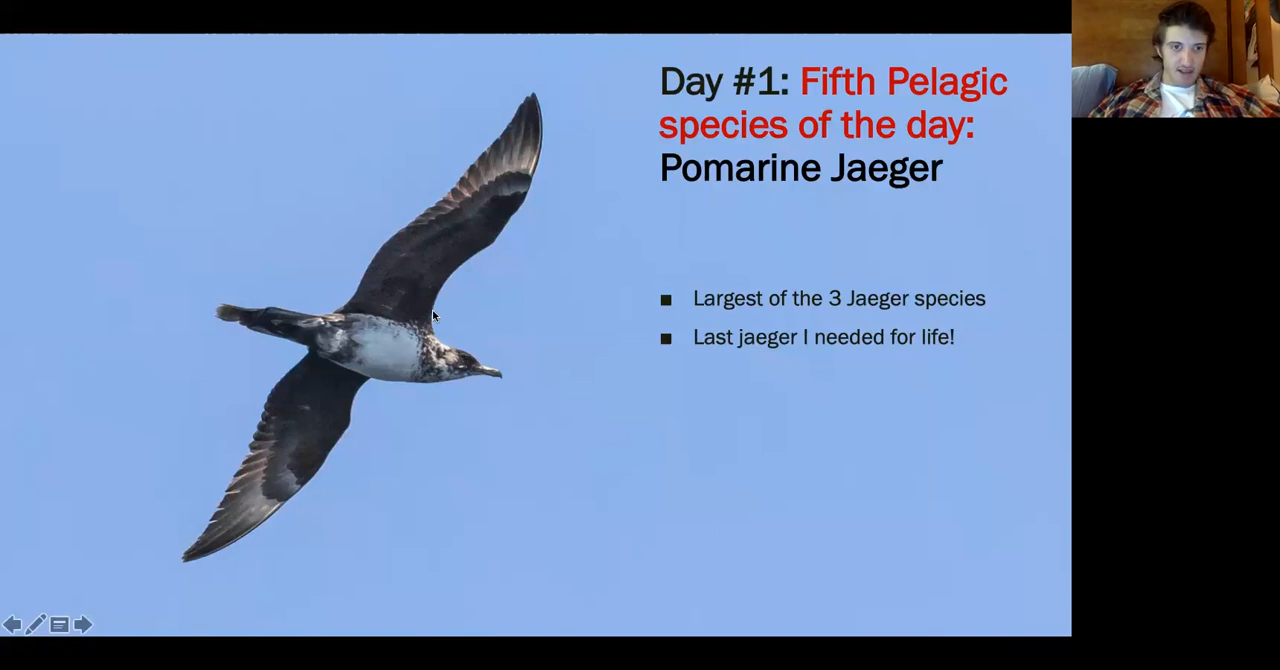 Day #1: Fifth Pelagic
species of the day:
Pomarine Jaeger
■ Largest of the 3 Jaeger species
■ Last jaeger I needed for life!